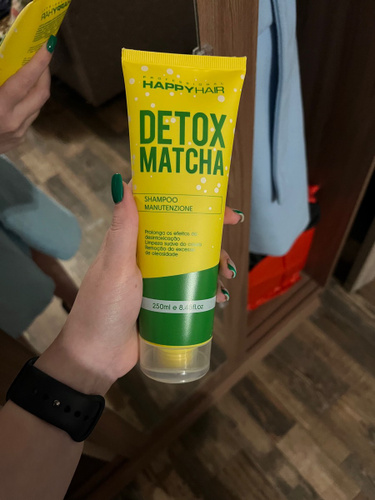 PROFESSIONAL
HAPPYHAIR
DETOX
MATCHA
SHAMPOO
MANUTENZIONE
Prolonga os efeitos da
desintoxicação
Limpeza suave do
Remoção do excesso
de oleosidade
250ml e 8.45fl.oz